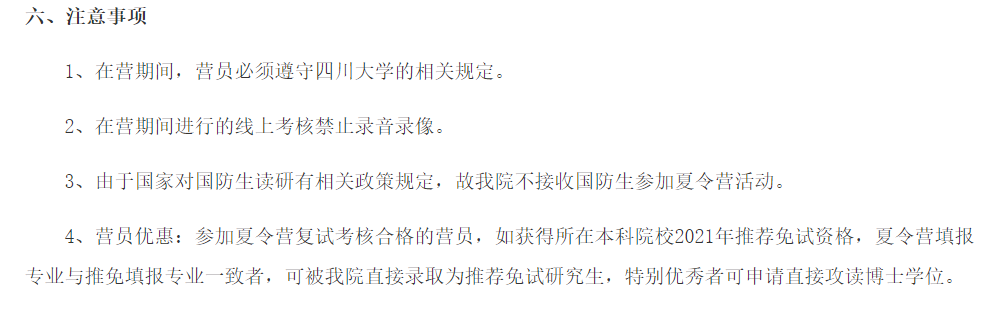 六、注意事项
1、在营期间，营员必须遵守四川大学的相关规定。
2、在营期间进行的线上考核禁止录音录像。
3、由于国家对国防生读研有相关政策规定，故我院不接收国防生参加夏令营活动。
4、营员优惠：参加夏令营复试考核合格的营员，如获得所在本科院校2021年推荐免试资格，夏令营填报
专业与推免填报专业一致者，可被我院直接录取为推荐免试研究生，特别优秀者可申请直接攻读博士学位。